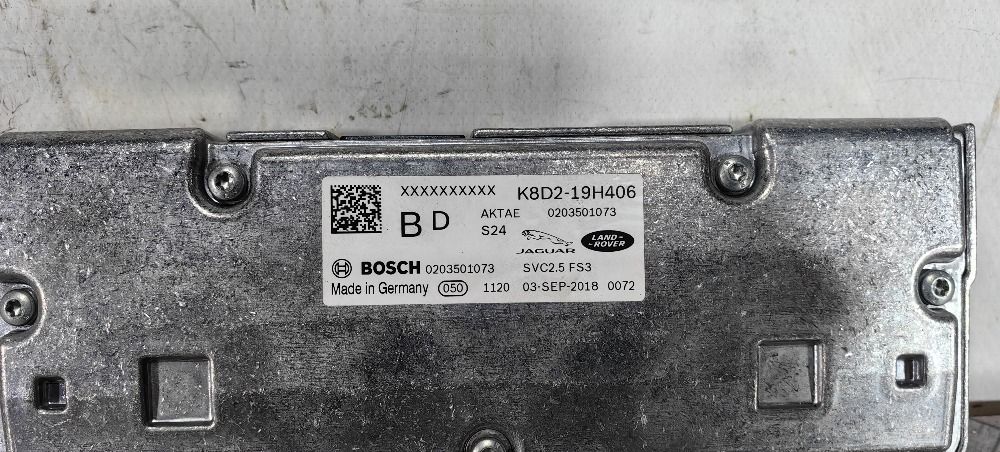 XXXXXXXXXX K8D2-19H406
B D AKTAE 0203501073
S24 JAGUAR LAND-ROVER
BOSCH 0203501073 SVC2.5 FS3
Made in Germany 050 1120 03-SEP-2018 0072